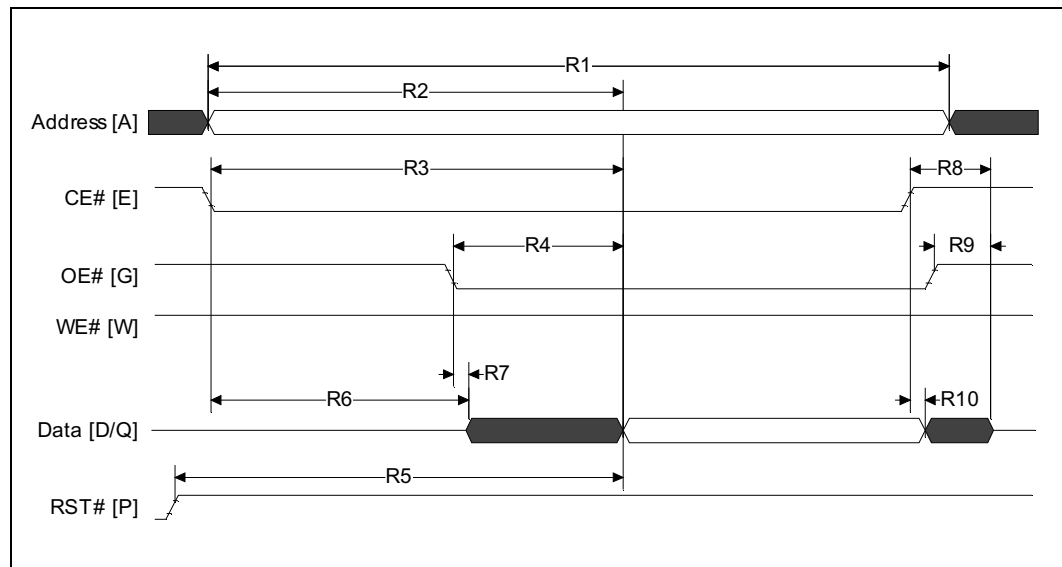 R1
R2
Address [A]
R3
R8
CE# [E]
R4
R9
OE# [G]
WE# [W]
R7
R6
R10
Data [D/Q]
R5
RST# [P]